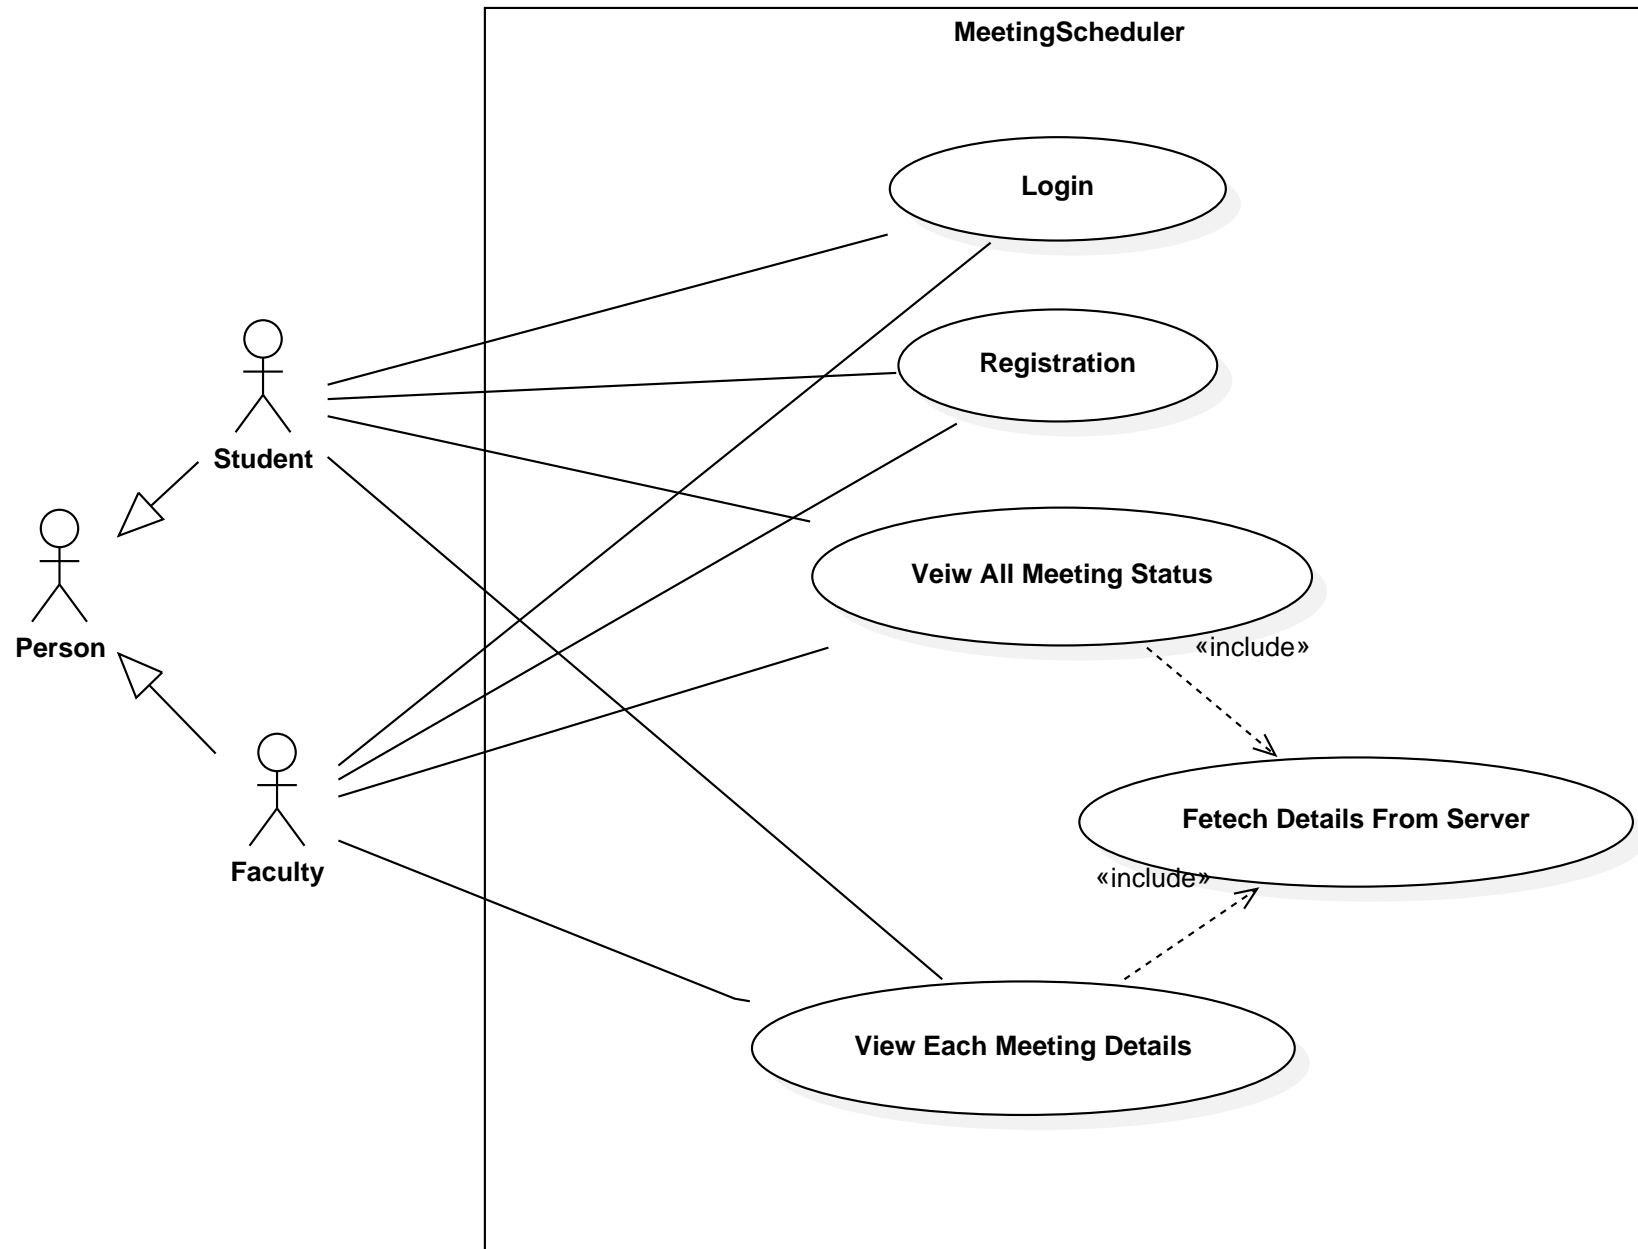 MeetingScheduler
Login
Registration
Student
Veiw All Meeting Status
Person
«include»
Fetech Details From Server
Faculty
«include»
View Each Meeting Details